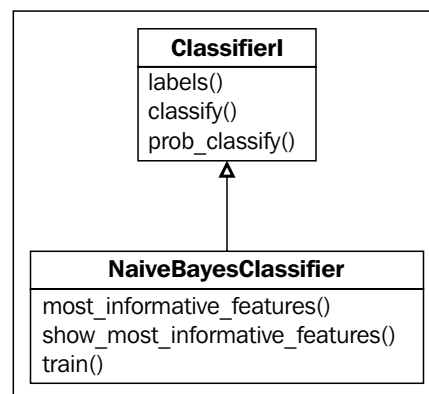 ClassifierI
labels()
classify()
prob_classify()
NaiveBayesClassifier
most_informative_features()
show_most_informative_features()
train()